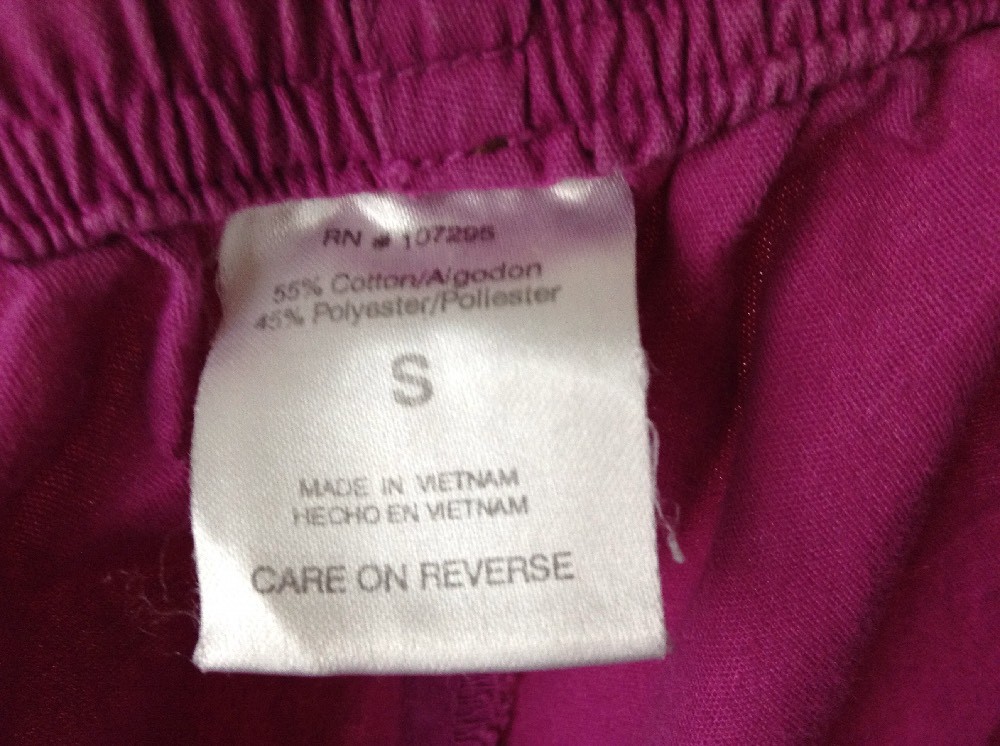 RN # 107295
55% Cotton/Algodon
45% Polyester/Poliester
S
MADE IN VIETNAM
HECHO EN VIETNAM
CARE ON REVERSE